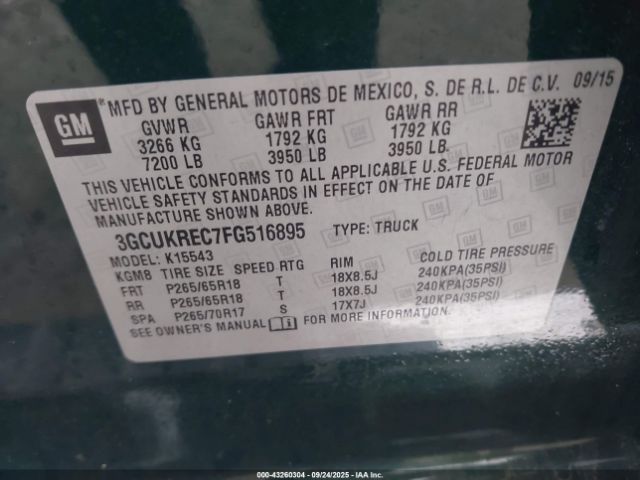 GM
® MFD BY GENERAL MOTORS DE MEXICO, S. DE R.L. DE C.V. 09/15
GVWR GAWR FRT GAWR RR
3266 KG 1792 KG 1792 KG
7200 LB 3950 LB 3950 LB.
THIS VEHICLE CONFORMS TO ALL APPLICABLE U.S. FEDERAL MOTOR
VEHICLE SAFETY STANDARDS IN EFFECT ON THE DATE OF
MANUFACTURE SHOWN ABOVE.
3GCUKREC7FG516895 TYPE: TRUCK
MODEL: K15543
KGM8 TIRE SIZE SPEED RTG RIM COLD TIRE PRESSURE
FRT P265/65R18 T 18X8.5J 240KPA(35PSI)
RR P265/65R18 T 18X8.5J 240KPA(35PSI)
SPA P265/70R17 S 17X7J 240KPA(35PSI)
SEE OWNER'S MANUAL FOR MORE INFORMATION.
000-43260304 - 09/24/2025 - IAA Inc.